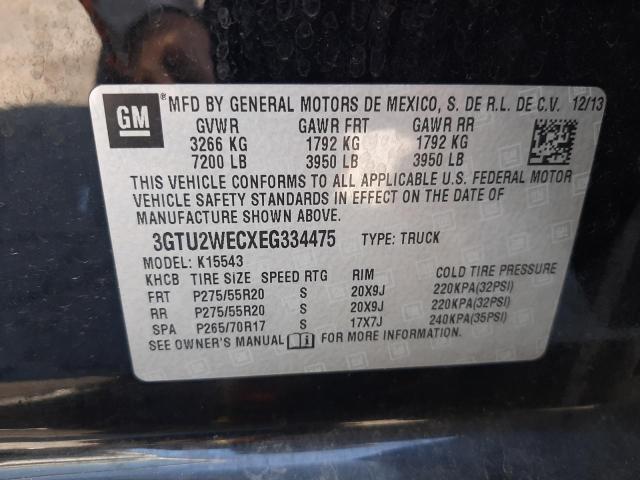 GM ® MFD BY GENERAL MOTORS DE MEXICO, S. DE R.L. DE C.V. 12/13
GVWR GAWR FRT GAWR RR
3266 KG 1792 KG 1792 KG
7200 LB 3950 LB 3950 LB
THIS VEHICLE CONFORMS TO ALL APPLICABLE U.S. FEDERAL MOTOR
VEHICLE SAFETY STANDARDS IN EFFECT ON THE DATE OF
MANUFACTURE SHOWN ABOVE.
3GTU2WECXEG334475 TYPE: TRUCK
MODEL: K15543
KHCB TIRE SIZE SPEED RTG RIM COLD TIRE PRESSURE
FRT P275/55R20 S 20X9J 220KPA(32PSI)
RR P275/55R20 S 20X9J 220KPA(32PSI)
SPA P265/70R17 S 17X7J 240KPA(35PSI)
SEE OWNER'S MANUAL FOR MORE INFORMATION.